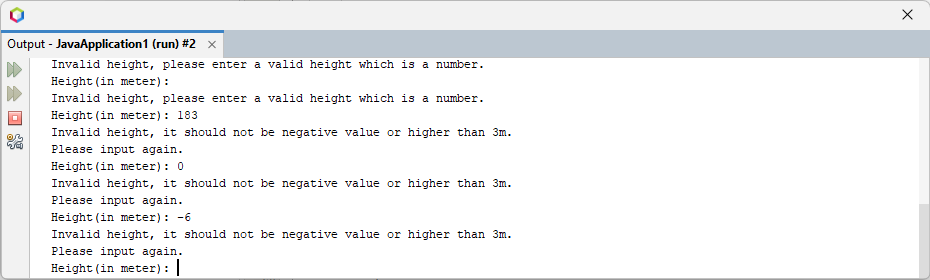 Output - JavaApplication1 (run) #2
Invalid height, please enter a valid height which is a number.
Height(in meter):
Invalid height, please enter a valid height which is a number.
Height(in meter): 183
Invalid height, it should not be negative value or higher than 3m.
Please input again.
Height(in meter): 0
Invalid height, it should not be negative value or higher than 3m.
Please input again.
Height(in meter): -6
Invalid height, it should not be negative value or higher than 3m.
Please input again.
Height(in meter):